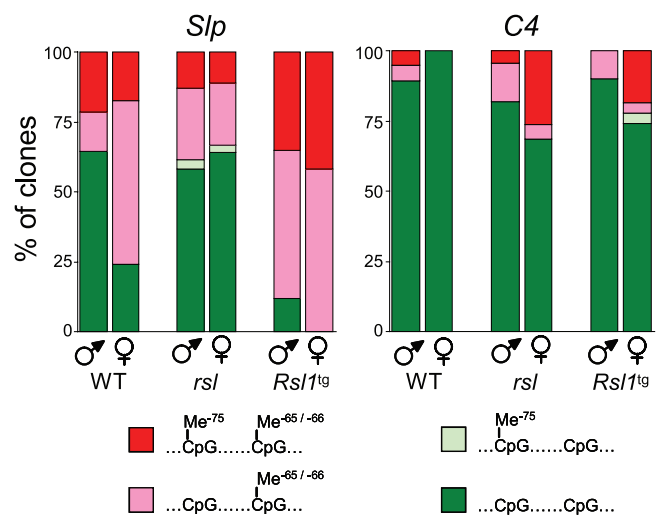 Slp C4
% of clones
100 100
75 75
50 50
25 25
0 0
♂ ♀ ♂ ♀ ♂ ♀ ♂ ♀ ♂ ♀ ♂ ♀
WT rsl Rsl1tg WT rsl Rsl1tg
Me-75 Me-65 / -66 Me-75
...CpG......CpG... ...CpG......CpG...
Me-65 / -66
...CpG......CpG... ...CpG......CpG...